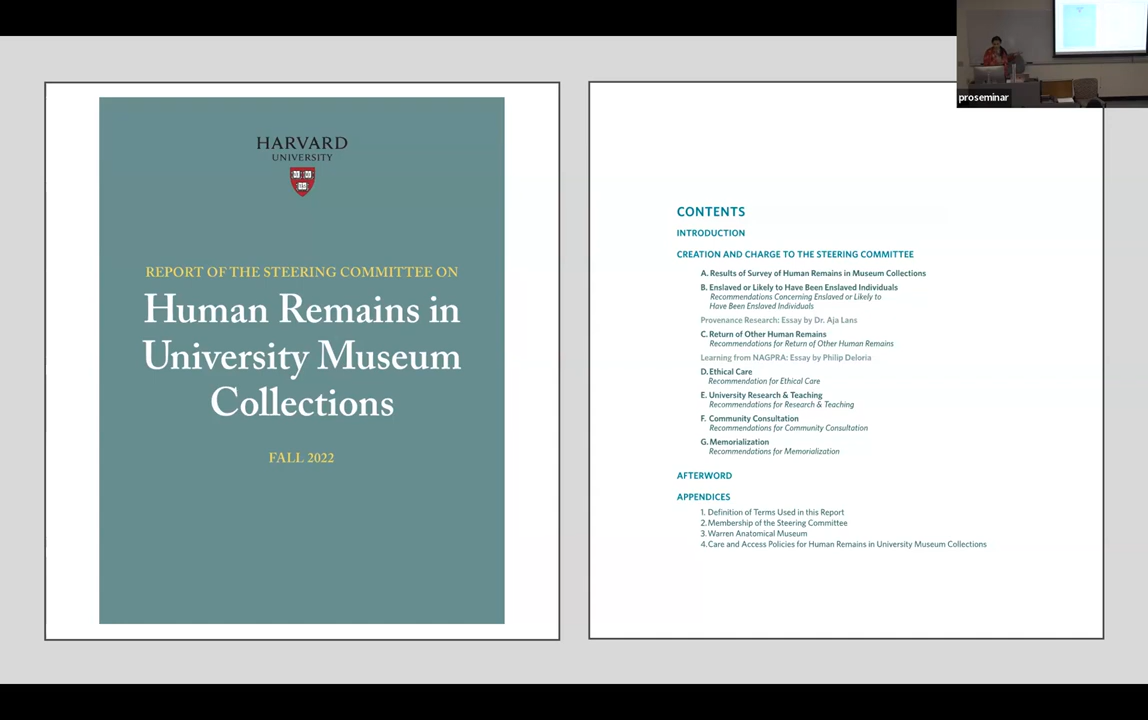 HARVARD
UNIVERSITY
REPORT OF THE STEERING COMMITTEE ON
Human Remains in
University Museum
Collections
FALL 2022
CONTENTS
INTRODUCTION
CREATION AND CHARGE TO THE STEERING COMMITTEE
A. Results of Survey of Human Remains in Museum Collections
B. Enslaved or Likely to Have Been Enslaved Individuals
Recommendations Concerning Enslaved or Likely to
Have Been Enslaved Individuals
Provenance Research: Essay by Dr. Aja Lans
C. Return of Other Human Remains
Recommendations for Return of Other Human Remains
Learning from NAGPRA: Essay by Philip Deloria
D. Ethical Care
Recommendation for Ethical Care
E. University Research & Teaching
Recommendations for Research & Teaching
F. Community Consultation
Recommendations for Community Consultation
G. Memorialization
Recommendations for Memorialization
AFTERWORD
APPENDICES
1. Definition of Terms Used in this Report
2. Membership of the Steering Committee
3. Warren Anatomical Museum
4. Care and Access Policies for Human Remains in University Museum Collections
proseminar